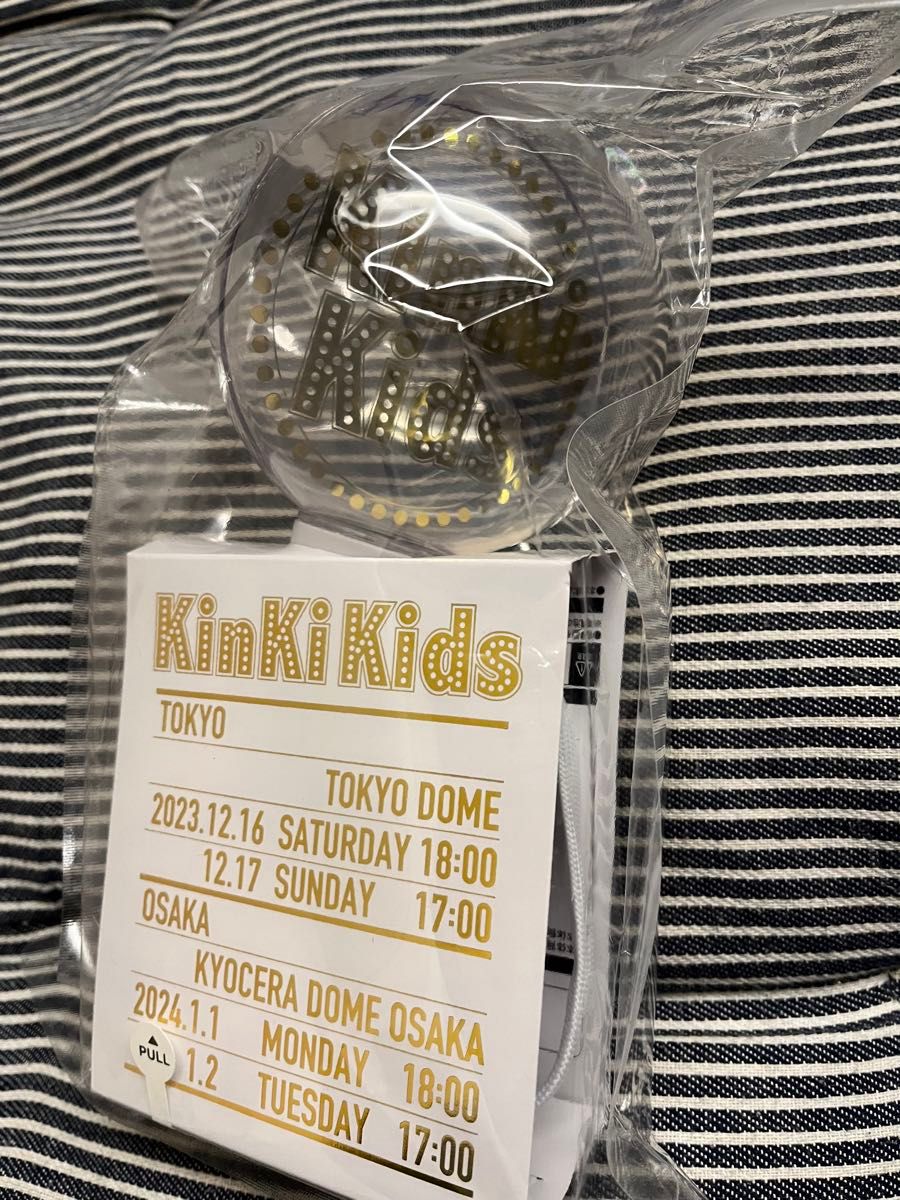 KinKi
Kids
KinKi Kids
TOKYO
TOKYO DOME
2023.12.16 SATURDAY 18:00
12.17 SUNDAY 17:00
OSAKA
KYOCERA DOME OSAKA
2024.1.1 MONDAY 18:00
1.2 TUESDAY 17:00
PULL